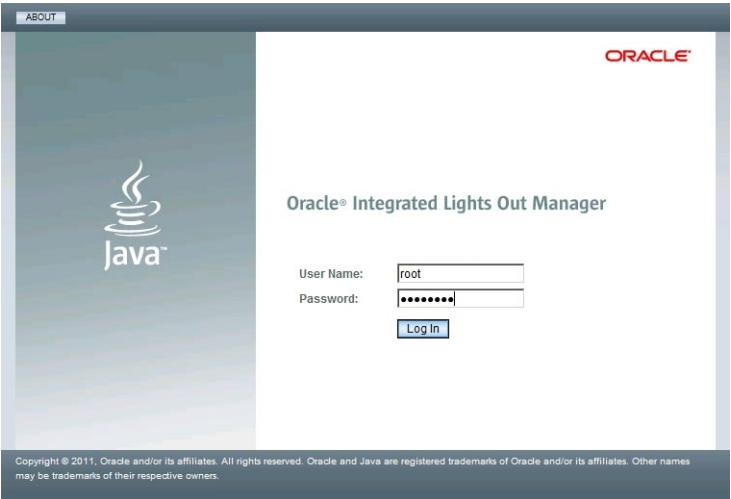 ABOUT
ORACLE®
Java™
Oracle® Integrated Lights Out Manager
User Name: root
Password: ••••••••
Log In
Copyright © 2011, Oracle and/or its affiliates. All rights reserved. Oracle and Java are registered trademarks of Oracle and/or its affiliates. Other names
may be trademarks of their respective owners.